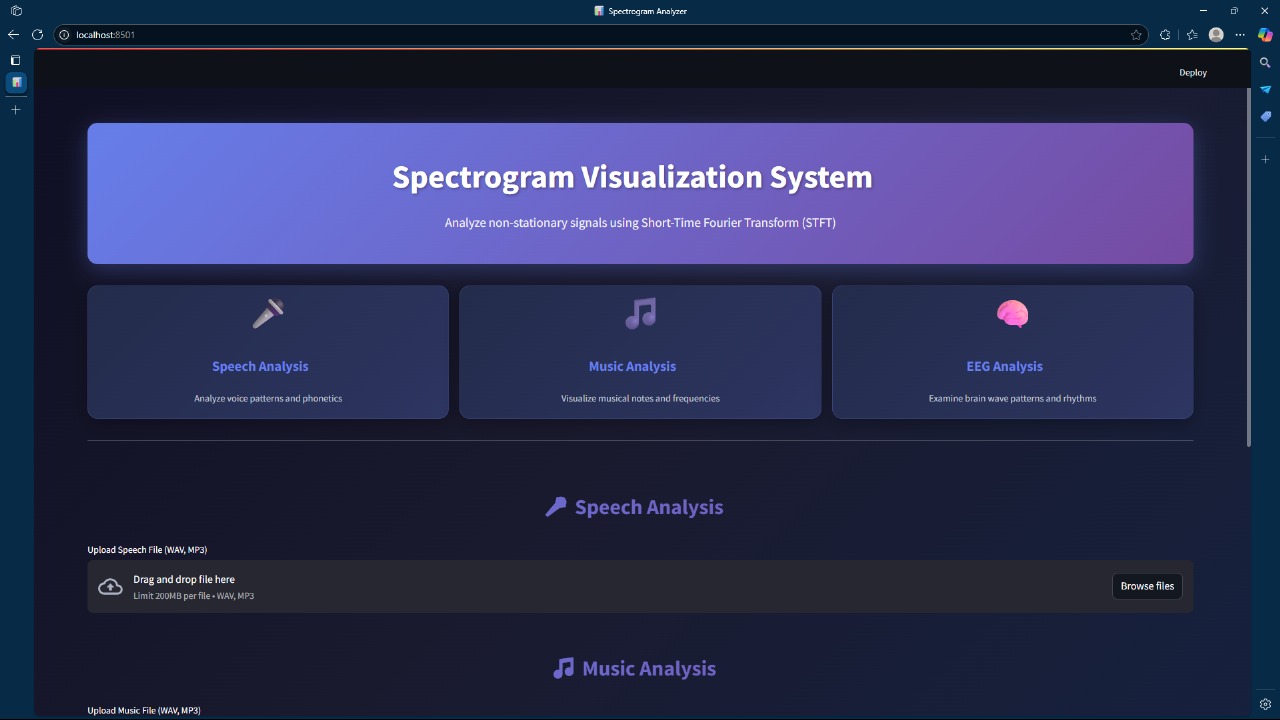 Spectrogram Analyzer
localhost:8501
Deploy
Spectrogram Visualization System
Analyze non-stationary signals using Short-Time Fourier Transform (STFT)
Speech Analysis
Analyze voice patterns and phonetics
Music Analysis
Visualize musical notes and frequencies
EEG Analysis
Examine brain wave patterns and rhythms
Speech Analysis
Upload Speech File (WAV, MP3)
Drag and drop file here
Limit 200MB per file • WAV, MP3
Browse files
Music Analysis
Upload Music File (WAV, MP3)